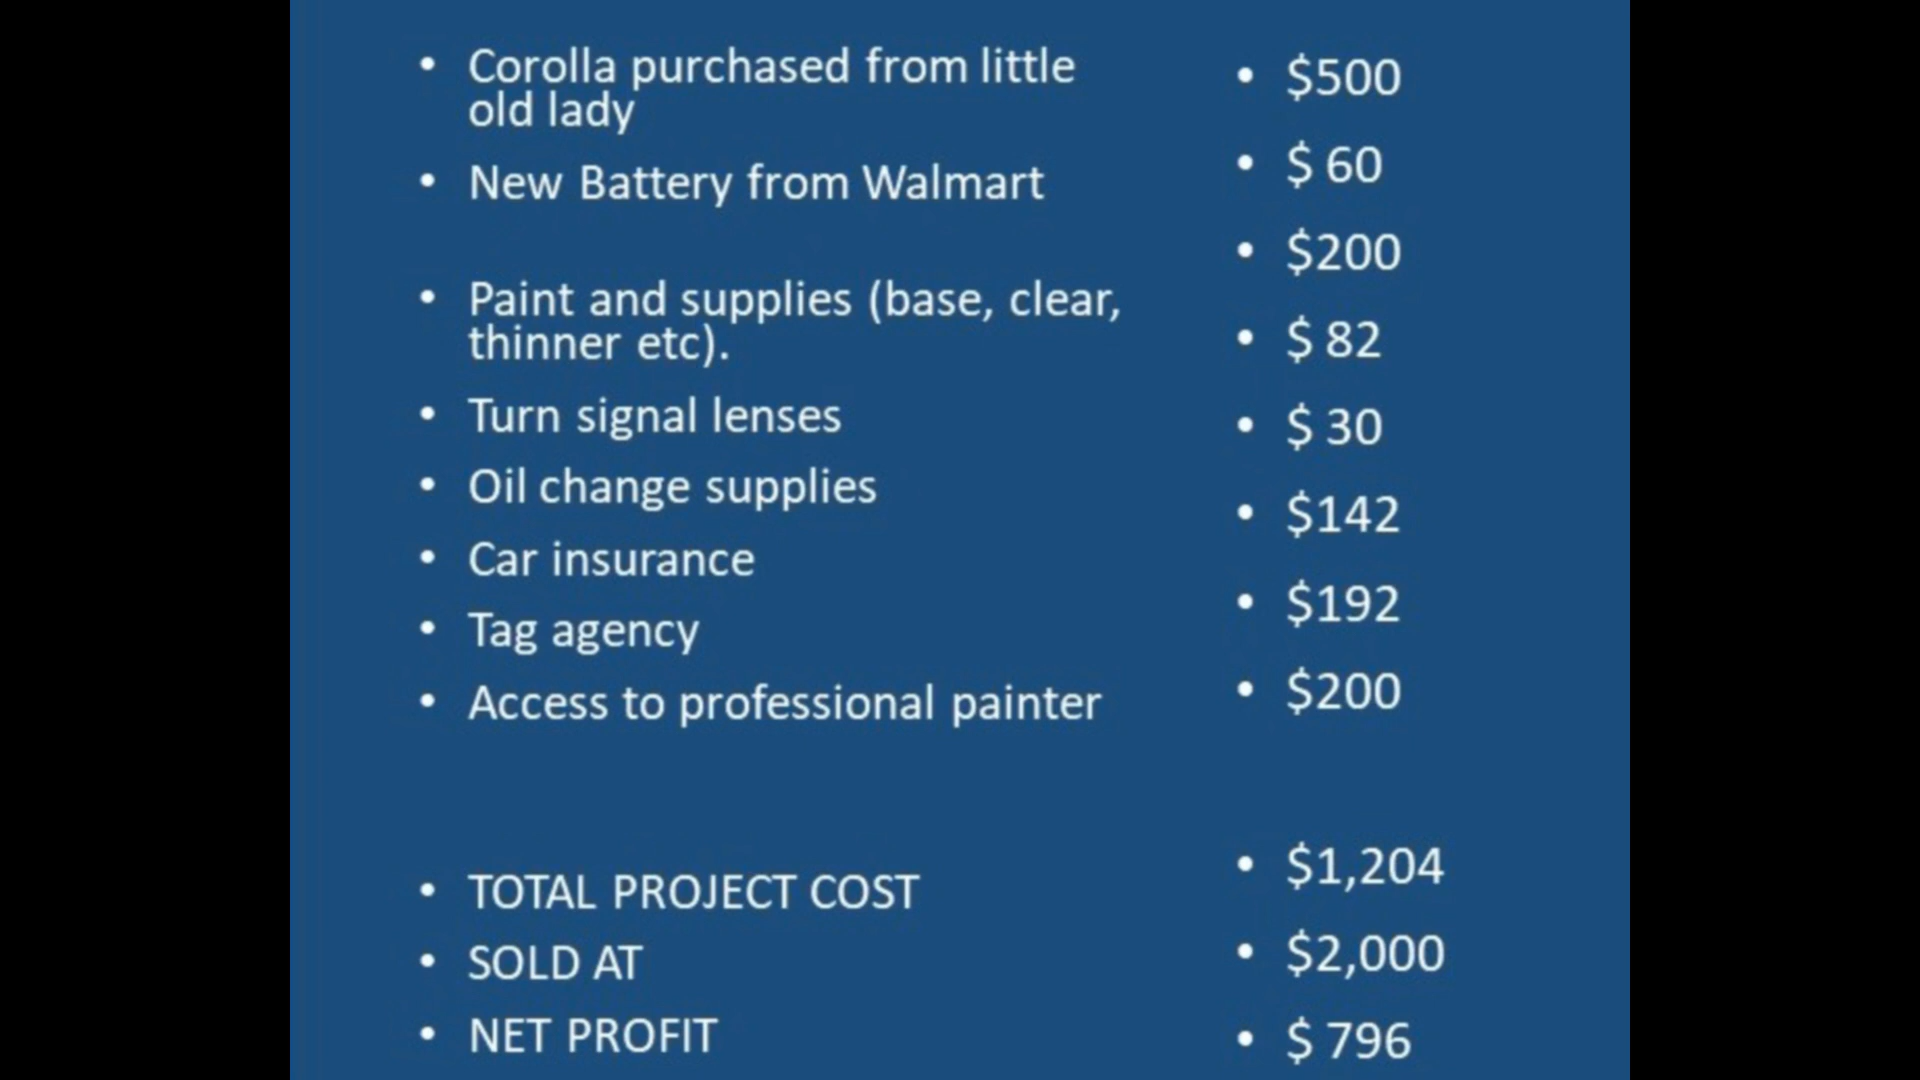 • Corolla purchased from little
old lady
• New Battery from Walmart
• Paint and supplies (base, clear,
thinner etc).
• Turn signal lenses
• Oil change supplies
• Car insurance
• Tag agency
• Access to professional painter
• TOTAL PROJECT COST
• SOLD AT
• NET PROFIT
• $500
• $ 60
• $200
• $ 82
• $ 30
• $142
• $192
• $200
• $1,204
• $2,000
• $ 796